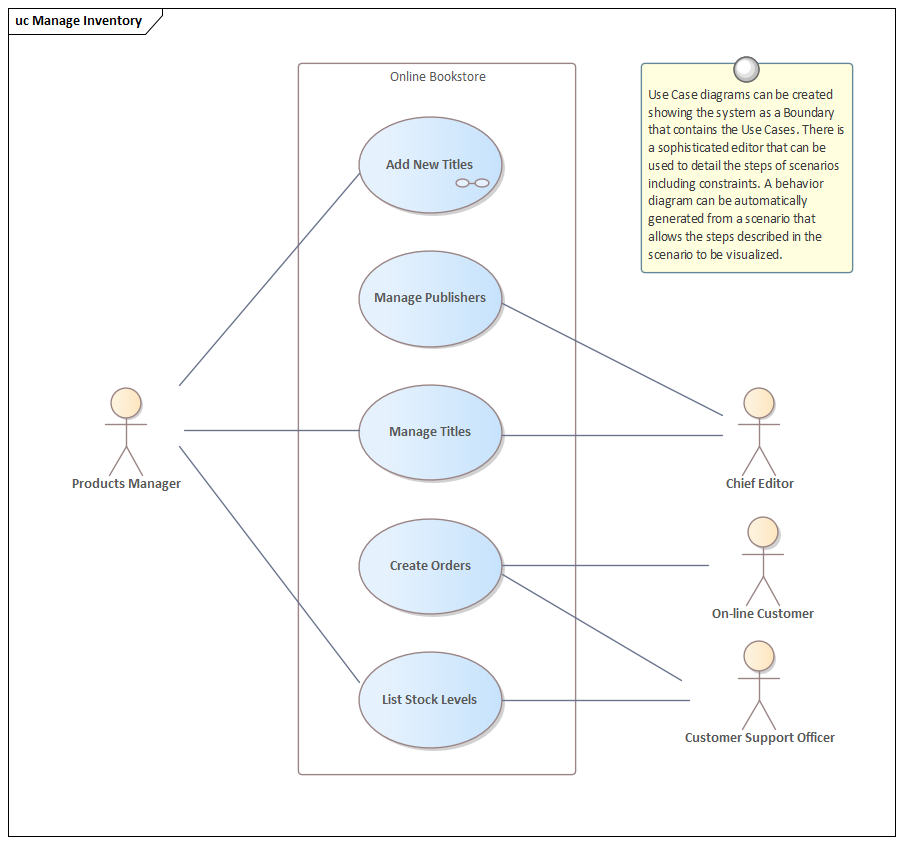 uc Manage Inventory
Online Bookstore
Add New Titles
Manage Publishers
Manage Titles
Create Orders
List Stock Levels
Products Manager
Use Case diagrams can be created
showing the system as a Boundary
that contains the Use Cases. There is
a sophisticated editor that can be
used to detail the steps of scenarios
including constraints. A behavior
diagram can be automatically
generated from a scenario that
allows the steps described in the
scenario to be visualized.
Chief Editor
On-line Customer
Customer Support Officer